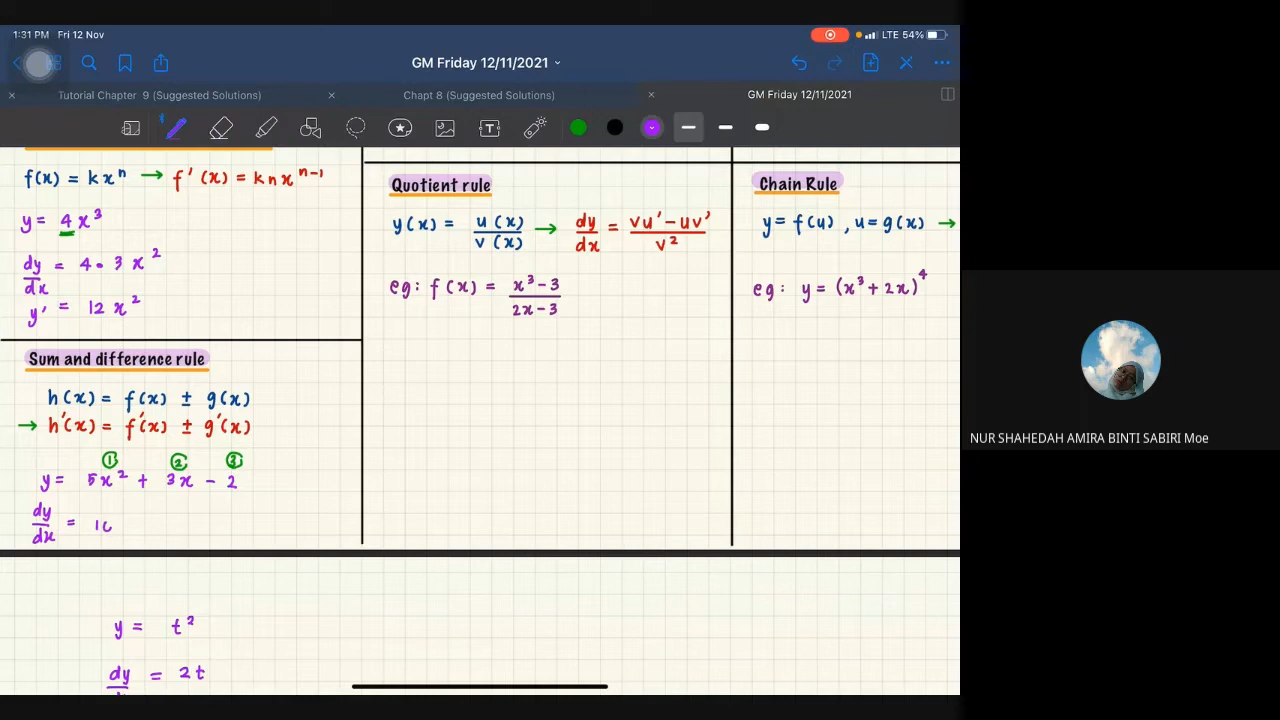 1:31 PM Fri 12 Nov
LTE 54%
GM Friday 12/11/2021
Tutorial Chapter 9 (Suggested Solutions)
Chapt 8 (Suggested Solutions)
GM Friday 12/11/2021
f(x) = kxⁿ → f'(x) = knxⁿ⁻¹
y = 4x³
dy/dx = 4 • 3x²
y' = 12x²
Sum and difference rule
h(x) = f(x) ± g(x)
→ h'(x) = f'(x) ± g'(x)
① ② ③
y = 5x² + 3x - 2
dy/dx = 10
Quotient rule
y(x) = u(x)/v(x) → dy/dx = (vu' - uv')/v²
eg: f(x) = (x³ - 3)/(2x - 3)
Chain Rule
y = f(u), u = g(x) →
eg: y = (x³ + 2x)⁴
y = t²
dy = 2t
NUR SHAHEDAH AMIRA BINTI SABIRI Moe